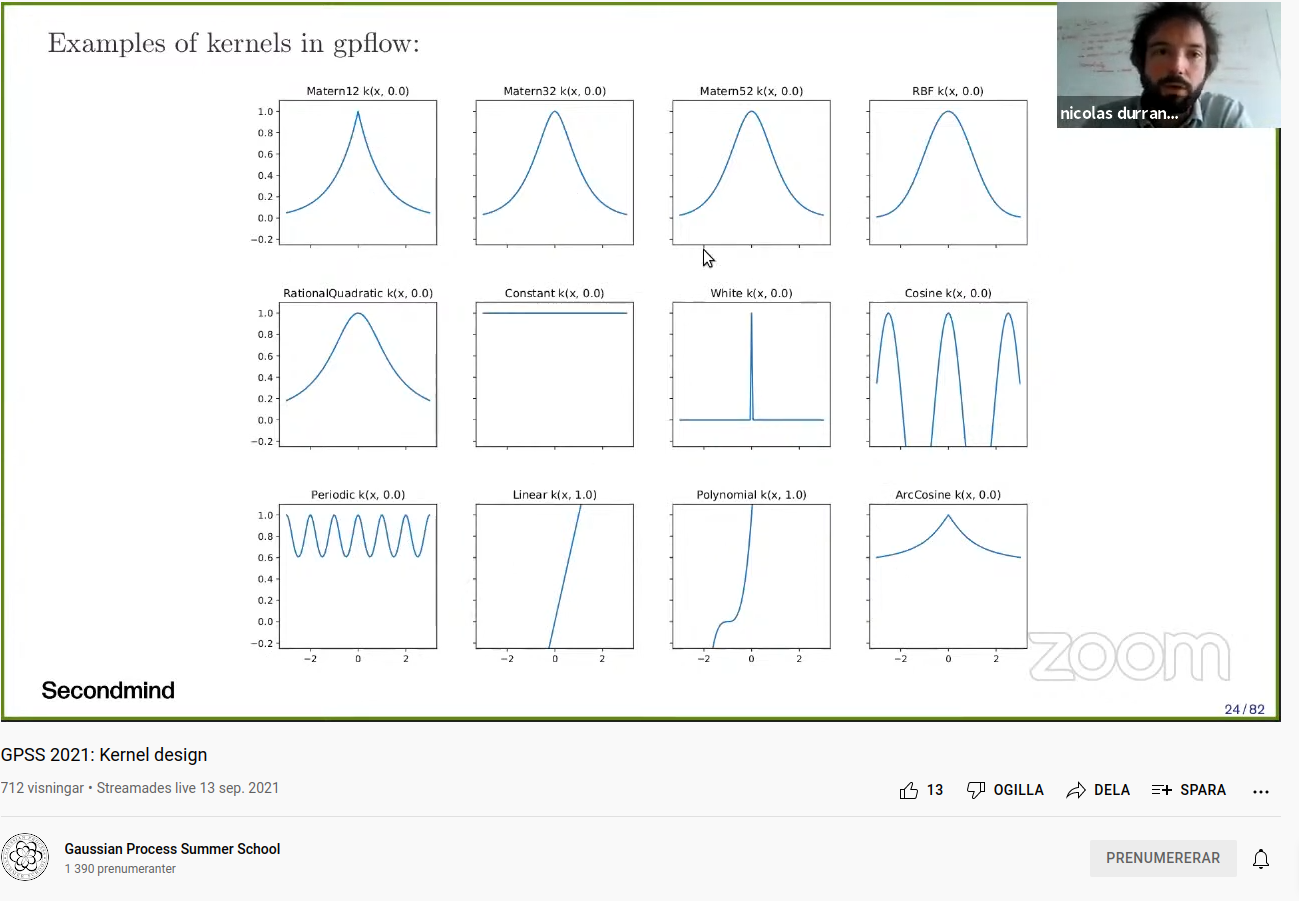 Examples of kernels in gpflow:
nicolas durran...
Matern12 k(x, 0.0)
Matern32 k(x, 0.0)
Matern52 k(x, 0.0)
RBF k(x, 0.0)
1.0
0.8
0.6
0.4
0.2
0.0
−0.2
RationalQuadratic k(x, 0.0)
Constant k(x, 0.0)
White k(x, 0.0)
Cosine k(x, 0.0)
1.0
0.8
0.6
0.4
0.2
0.0
−0.2
Periodic k(x, 0.0)
Linear k(x, 1.0)
Polynomial k(x, 1.0)
ArcCosine k(x, 0.0)
1.0
0.8
0.6
0.4
0.2
0.0
−0.2
−2 0 2
−2 0 2
−2 0 2
−2 0 2
zoom
Secondmind
24/82
GPSS 2021: Kernel design
712 visningar • Streamades live 13 sep. 2021
13 OGILLA DELA SPARA ...
Gaussian Process Summer School
1 390 prenumeranter
PRENUMERERAR